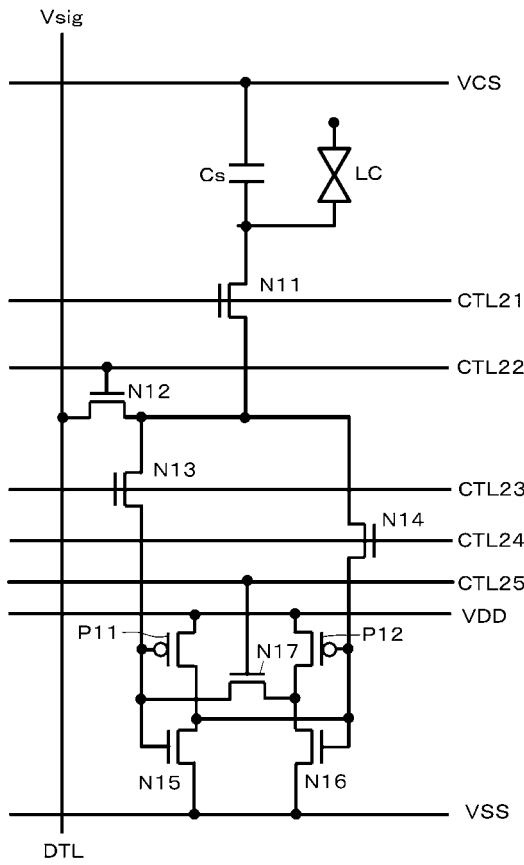 Vsig
VCS
Cs
LC
N11
CTL21
CTL22
N12
N13
CTL23
N14
CTL24
CTL25
VDD
P11
P12
N17
N15
N16
VSS
DTL